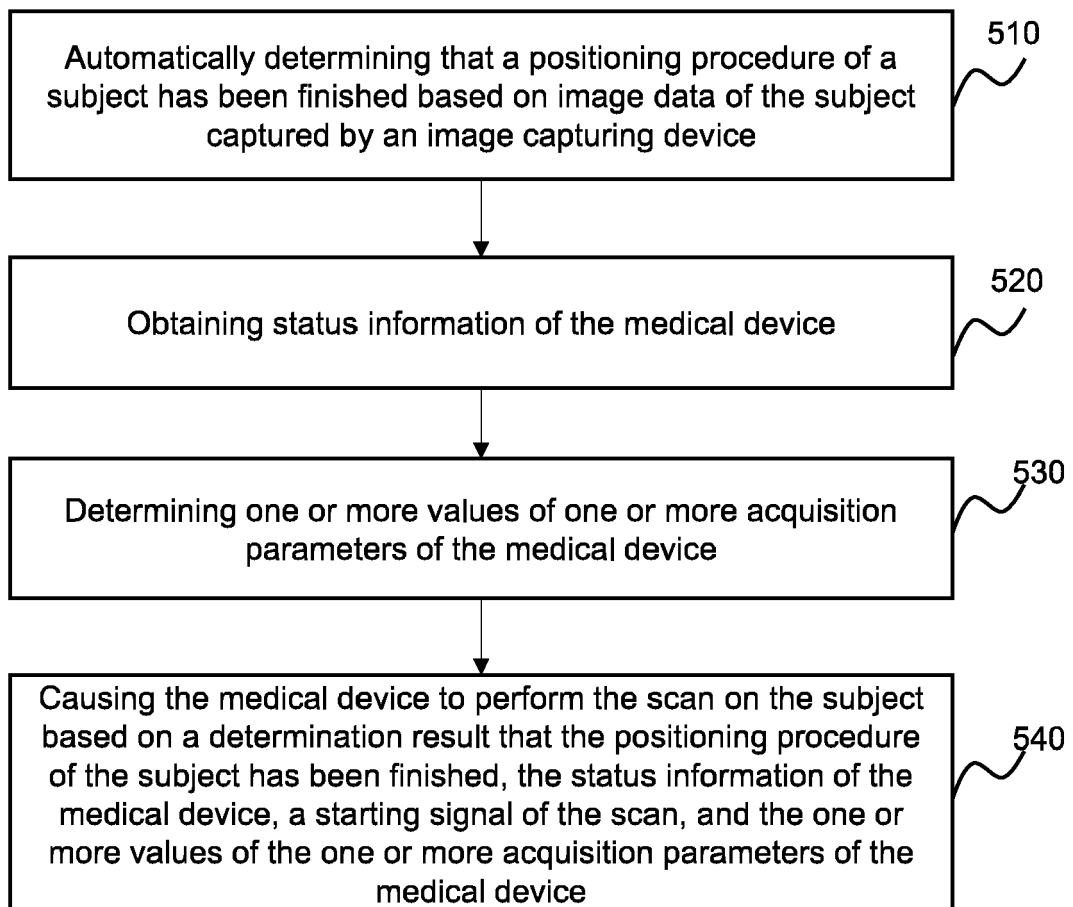 Automatically determining that a positioning procedure of a
subject has been finished based on image data of the subject
captured by an image capturing device
510
Obtaining status information of the medical device
520
Determining one or more values of one or more acquisition
parameters of the medical device
530
Causing the medical device to perform the scan on the subject
based on a determination result that the positioning procedure
of the subject has been finished, the status information of the
medical device, a starting signal of the scan, and the one or
more values of the one or more acquisition parameters of the
medical device
540